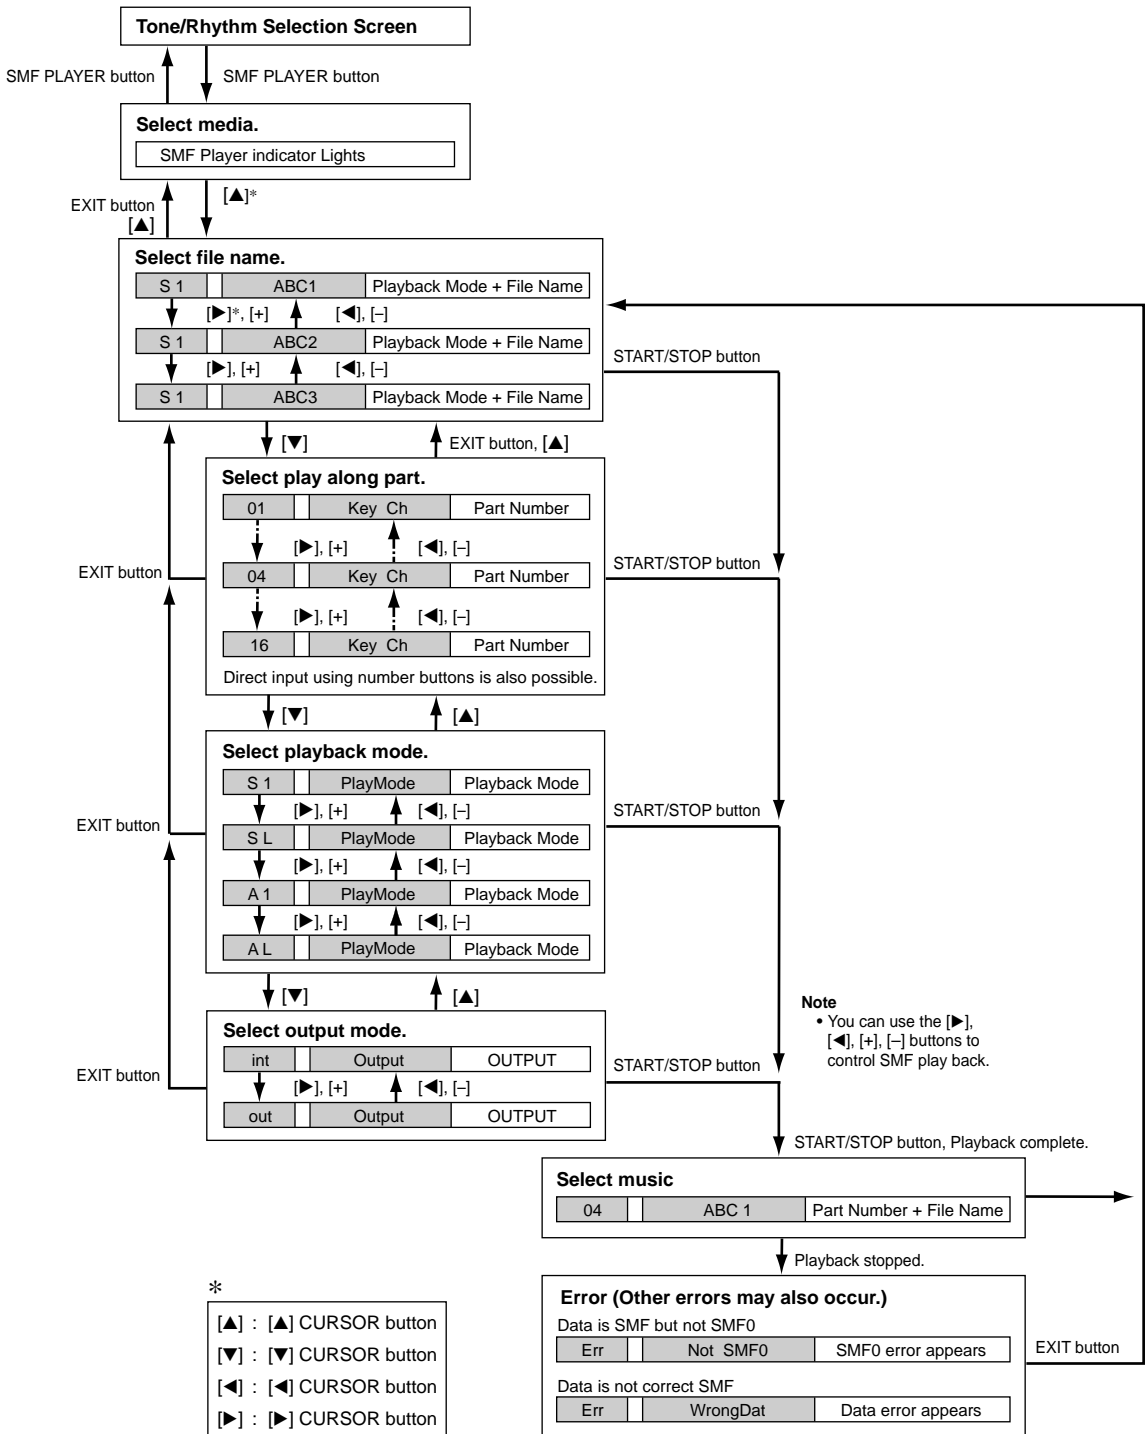 Tone/Rhythm Selection Screen
SMF PLAYER button
SMF PLAYER button
Select media.
SMF Player indicator Lights
EXIT button
[▲]
[▲]*
Select file name.
S 1 ABC1 Playback Mode + File Name
[▶]*, [+] [◀], [–]
S 1 ABC2 Playback Mode + File Name
[▶], [+] [◀], [–]
S 1 ABC3 Playback Mode + File Name
START/STOP button
[▼]
EXIT button, [▲]
Select play along part.
01 Key Ch Part Number
[▶], [+] [◀], [–]
04 Key Ch Part Number
[▶], [+] [◀], [–]
16 Key Ch Part Number
Direct input using number buttons is also possible.
EXIT button
START/STOP button
[▼]
[▲]
Select playback mode.
S 1 PlayMode Playback Mode
[▶], [+] [◀], [–]
S L PlayMode Playback Mode
[▶], [+] [◀], [–]
A 1 PlayMode Playback Mode
[▶], [+] [◀], [–]
A L PlayMode Playback Mode
EXIT button
START/STOP button
[▼]
[▲]
Select output mode.
int Output OUTPUT
[▶], [+] [◀], [–]
out Output OUTPUT
EXIT button
START/STOP button
Note
• You can use the [▶],
[◀], [+], [–] buttons to
control SMF play back.
START/STOP button, Playback complete.
Select music
04 ABC 1 Part Number + File Name
Playback stopped.
Error (Other errors may also occur.)
Data is SMF but not SMF0
Err Not SMF0 SMF0 error appears
Data is not correct SMF
Err WrongDat Data error appears
EXIT button
*
[▲] : [▲] CURSOR button
[▼] : [▼] CURSOR button
[◀] : [◀] CURSOR button
[▶] : [▶] CURSOR button